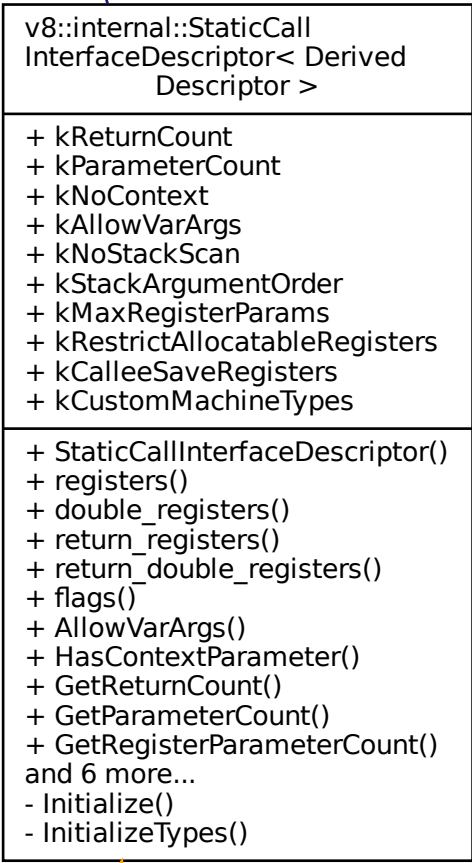 v8::internal::StaticCall
InterfaceDescriptor< Derived
Descriptor >
+ kReturnCount
+ kParameterCount
+ kNoContext
+ kAllowVarArgs
+ kNoStackScan
+ kStackArgumentOrder
+ kMaxRegisterParams
+ kRestrictAllocatableRegisters
+ kCalleeSaveRegisters
+ kCustomMachineTypes
+ StaticCallInterfaceDescriptor()
+ registers()
+ double_registers()
+ return_registers()
+ return_double_registers()
+ flags()
+ AllowVarArgs()
+ HasContextParameter()
+ GetReturnCount()
+ GetParameterCount()
+ GetRegisterParameterCount()
and 6 more...
- Initialize()
- InitializeTypes()